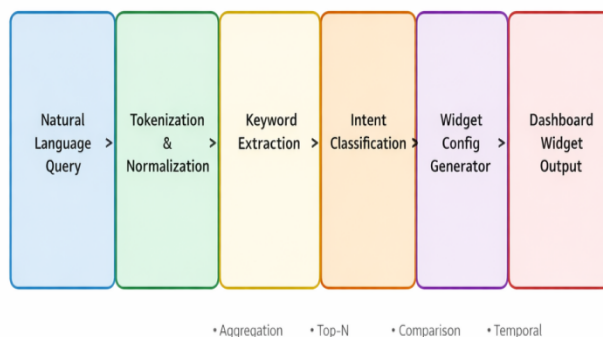 Natural
Language
Query
>
Tokenization
&
Normalization
>
Keyword
Extraction
>
Intent
Classification
>
Widget
Config
Generator
>
Dashboard
Widget
Output
• Aggregation • Top-N • Comparison • Temporal